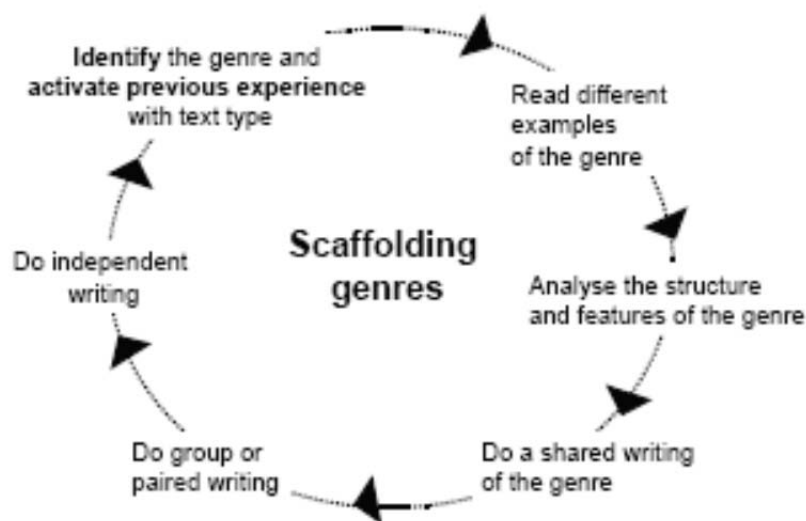 Identify the genre and
activate previous experience
with text type
Read different
examples
of the genre
Analyse the structure
and features of the genre
Do a shared writing
of the genre
Do group or
paired writing
Do independent
writing
Scaffolding
genres